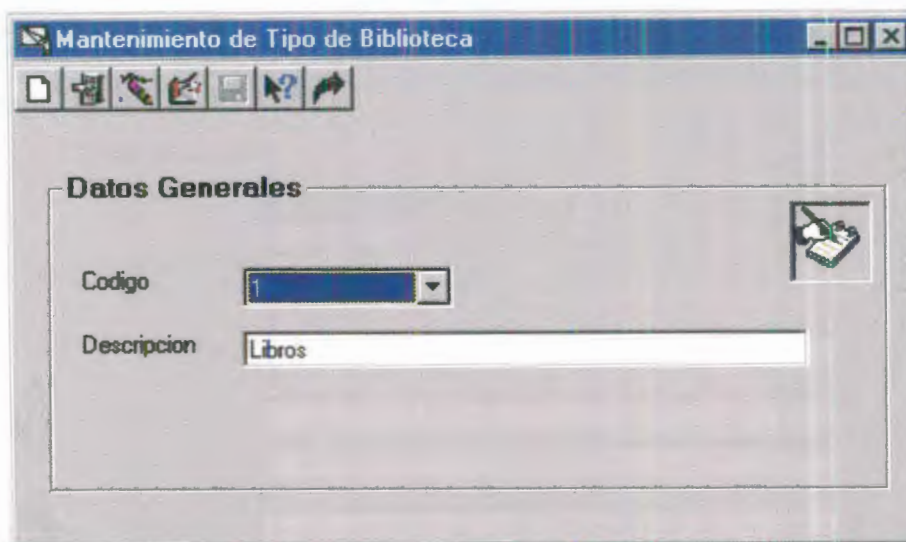 Mantenimiento de Tipo de Biblioteca
Datos Generales
Codigo
1
Descripcion
Libros